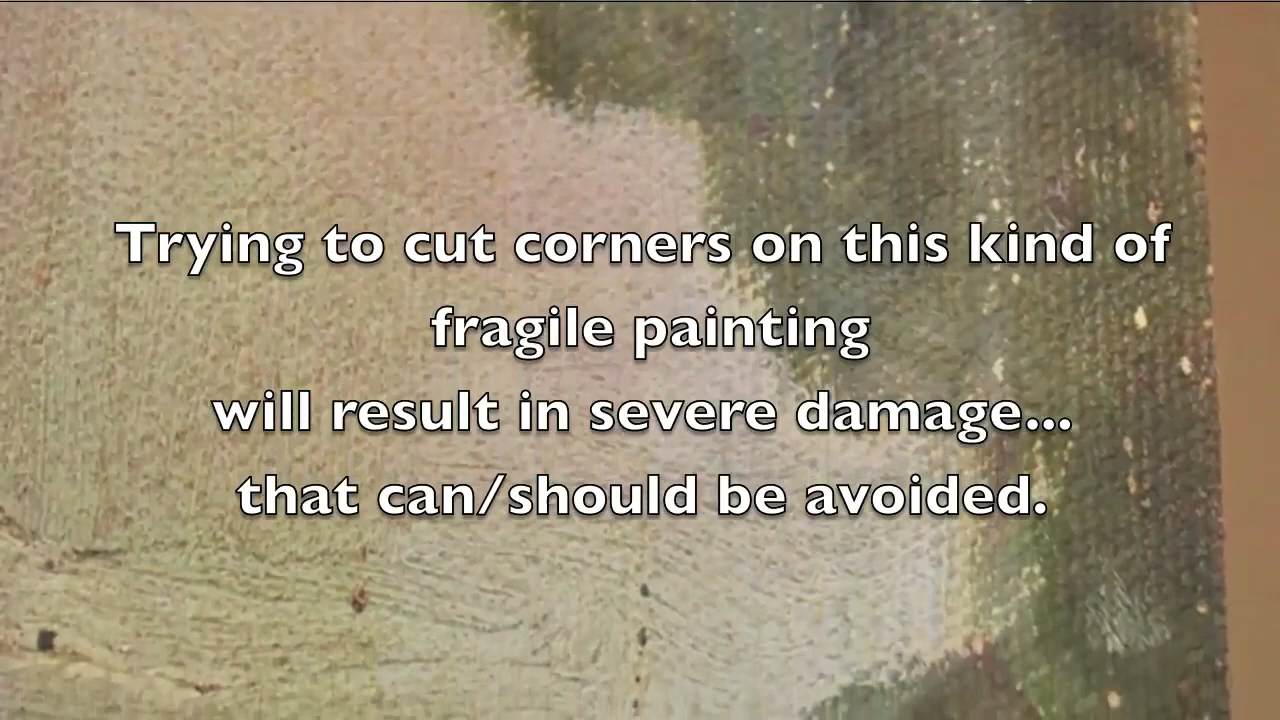 Trying to cut corners on this kind of
fragile painting
will result in severe damage...
that can/should be avoided.